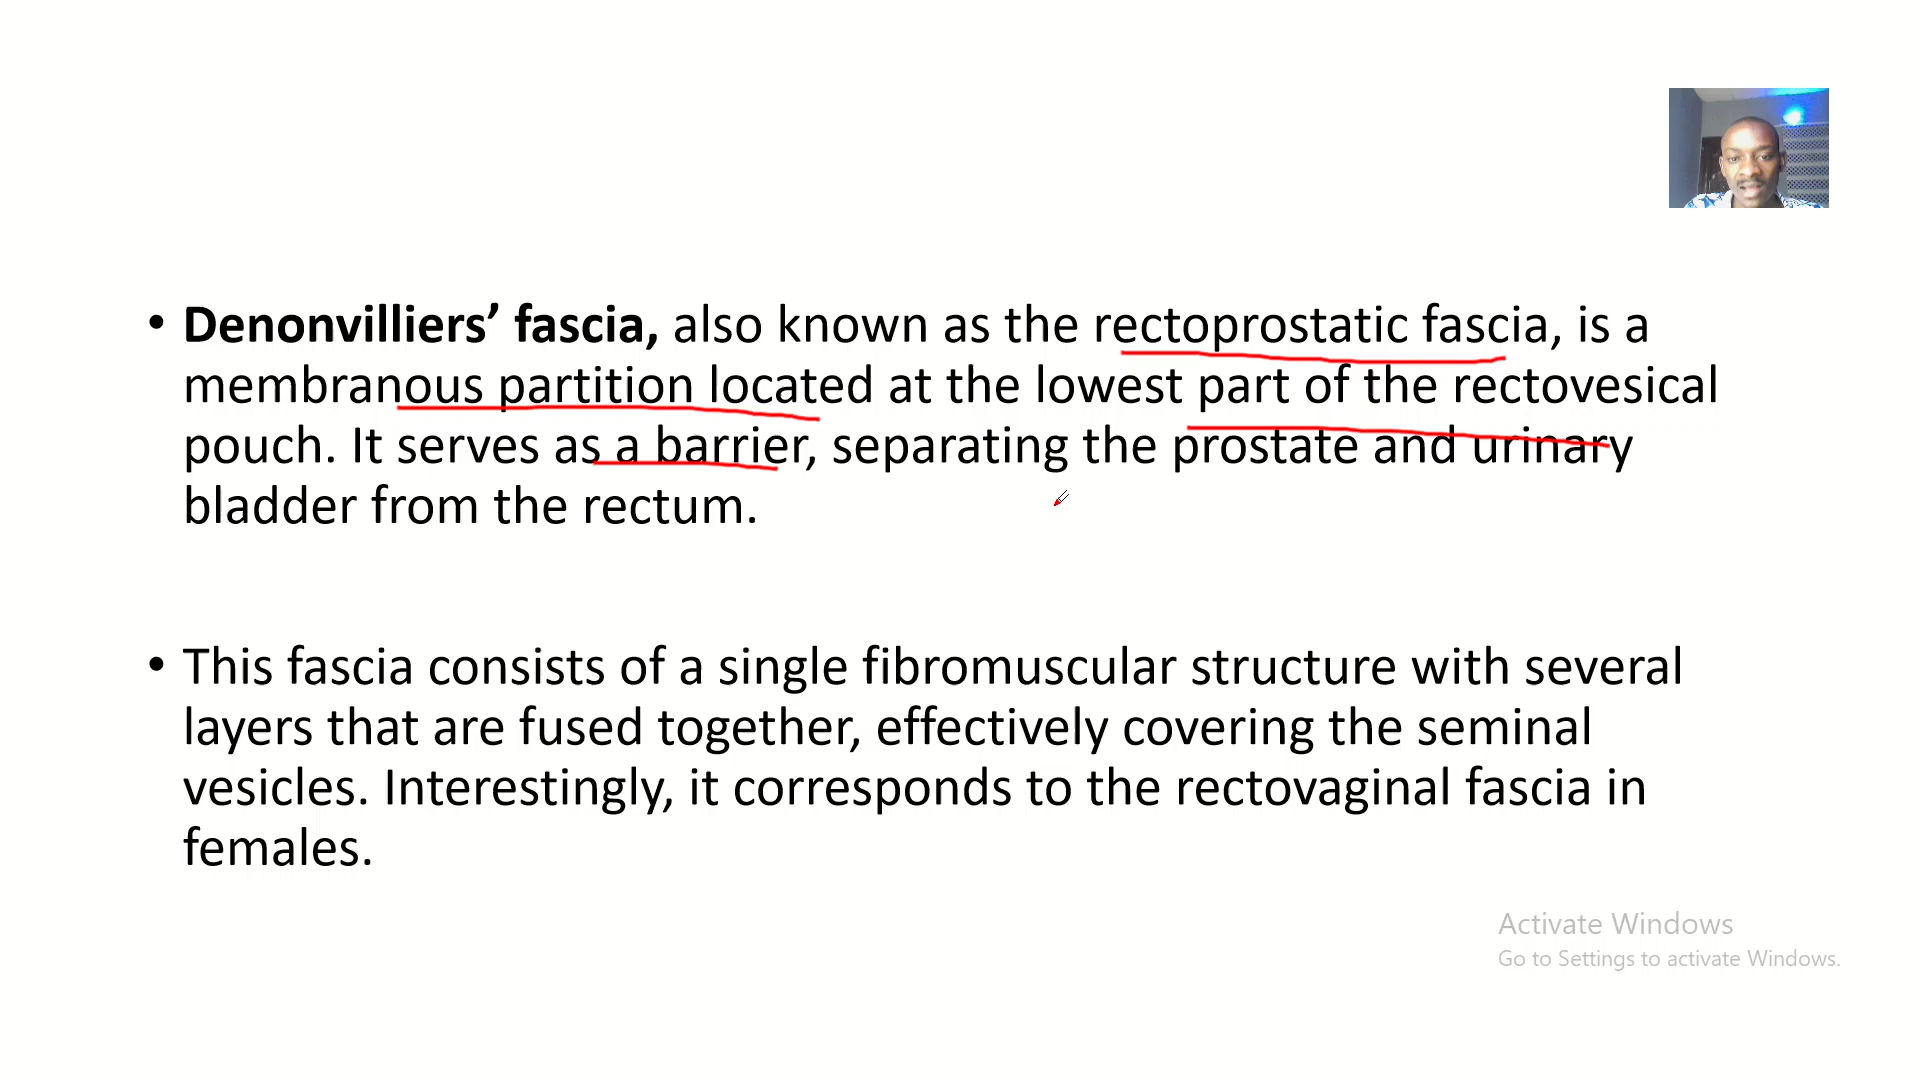 • Denonvilliers’ fascia, also known as the rectoprostatic fascia, is a
membranous partition located at the lowest part of the rectovesical
pouch. It serves as a barrier, separating the prostate and urinary
bladder from the rectum.
• This fascia consists of a single fibromuscular structure with several
layers that are fused together, effectively covering the seminal
vesicles. Interestingly, it corresponds to the rectovaginal fascia in
females.
Activate Windows
Go to Settings to activate Windows.